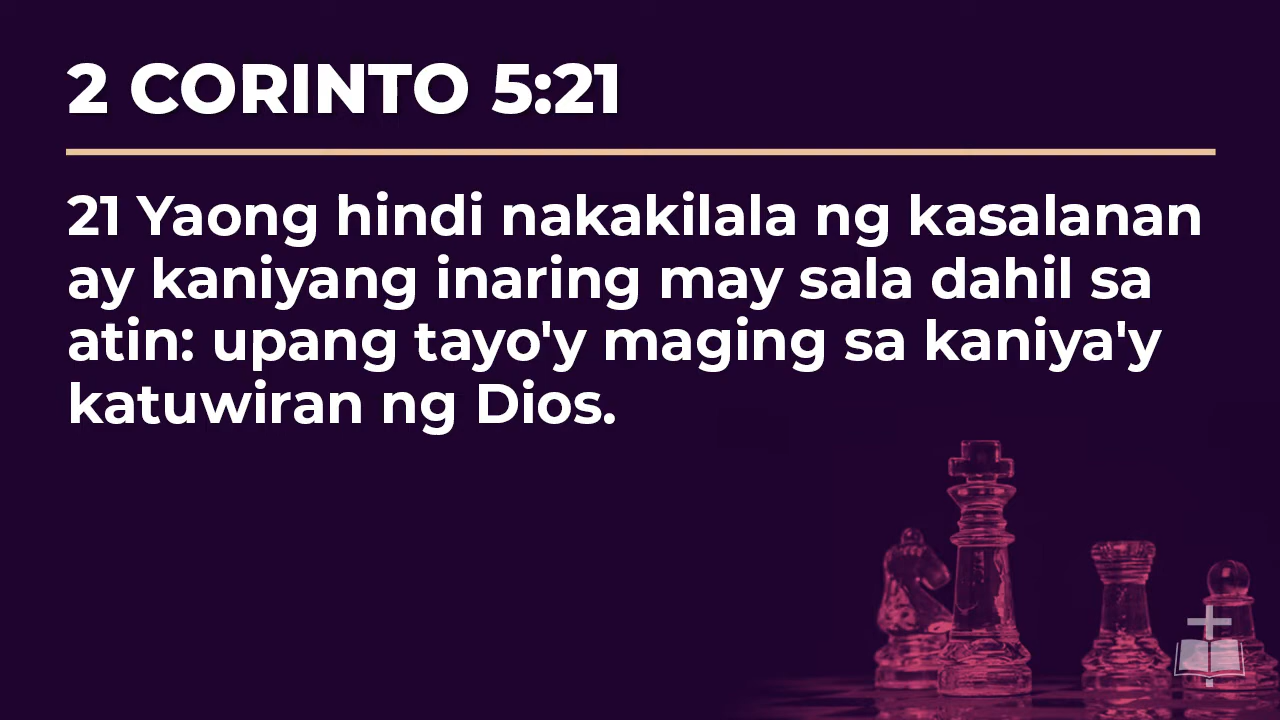 2 CORINTO 5:21
21 Yaong hindi nakakilala ng kasalanan
ay kaniyang inaring may sala dahil sa
atin: upang tayo'y maging sa kaniya'y
katuwiran ng Dios.